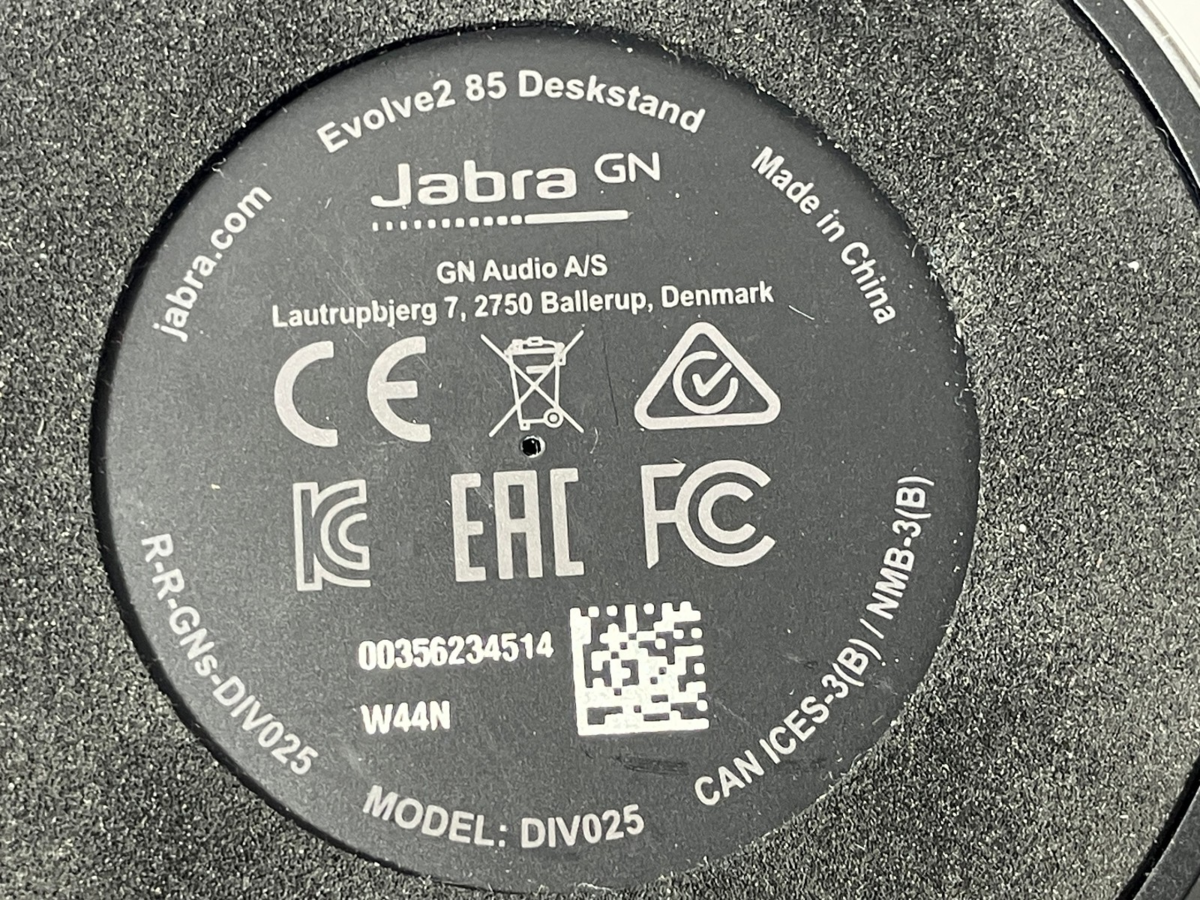 Evolve2 85 Deskstand
jabra.com
Jabra GN
Made in China
GN Audio A/S
Lautrupbjerg 7, 2750 Ballerup, Denmark
CE
KC
EAC
FC
00356234514
W44N
R-R-GNs-DIV025
MODEL: DIV025
CAN ICES-3(B) / NMB-3(B)